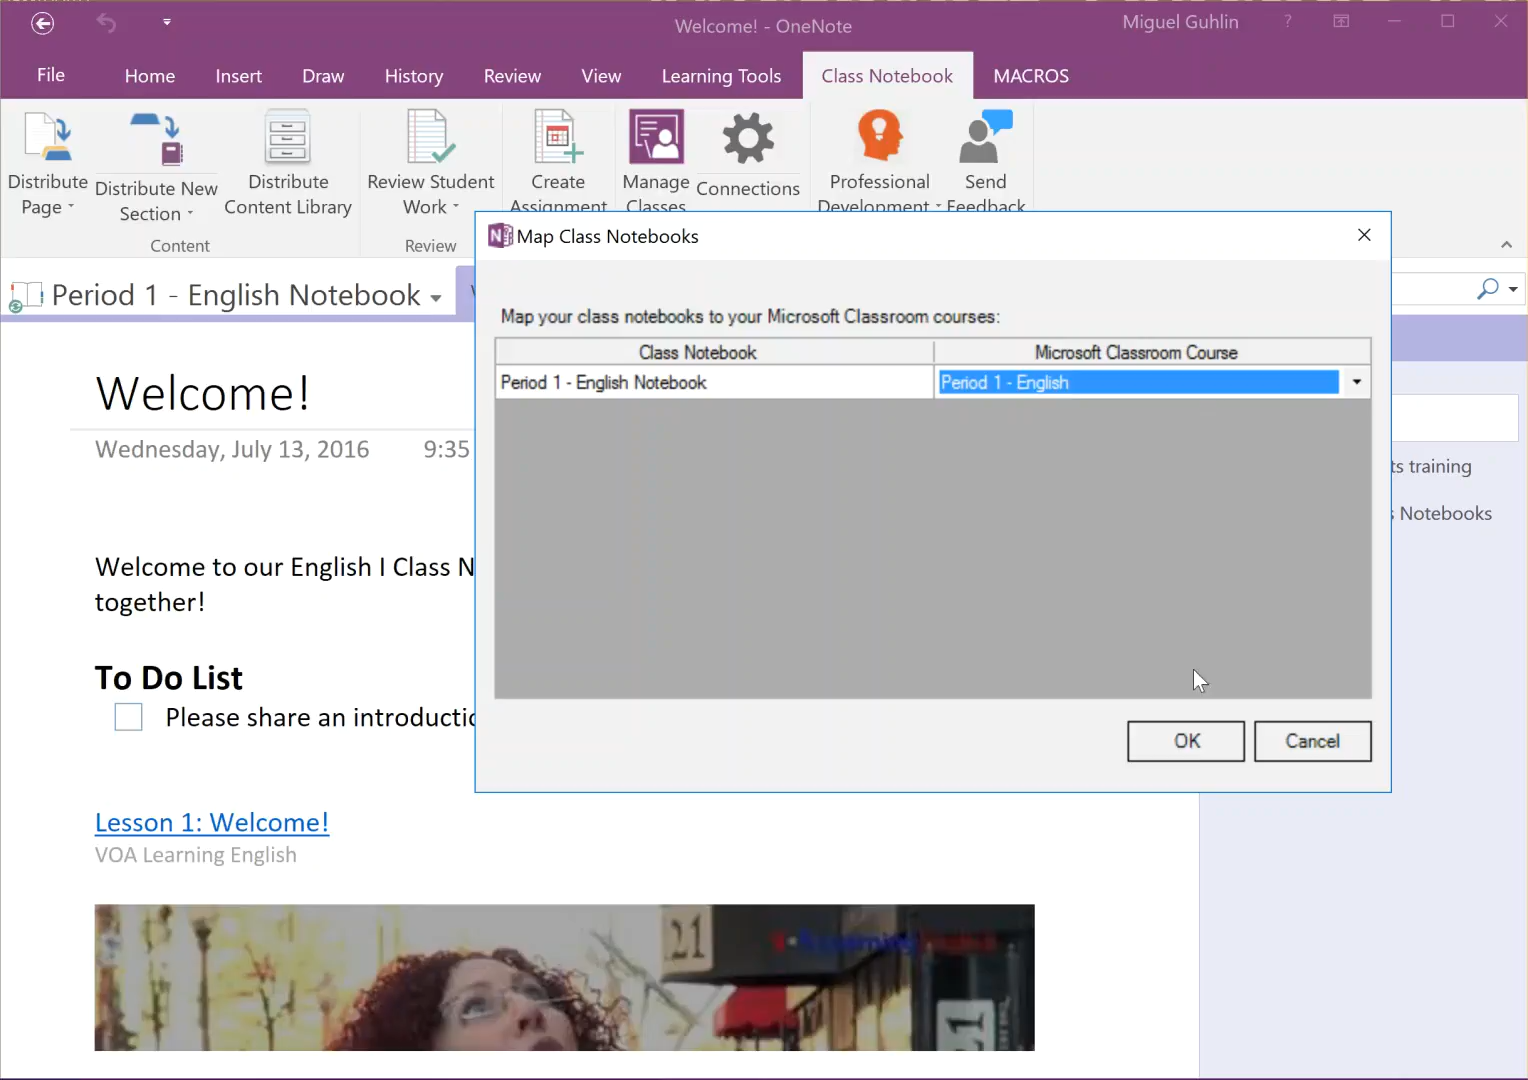 Welcome! - OneNote
Miguel Guhlin
?
File
Home
Insert
Draw
History
Review
View
Learning Tools
Class Notebook
MACROS
Distribute
Page
Distribute New
Section
Distribute
Content Library
Review Student
Work
Create
Assignment
Manage
Classes
Connections
Professional
Development
Send
Feedback
Content
Review
Period 1 - English Notebook
Map Class Notebooks
Map your class notebooks to your Microsoft Classroom courses:
Class Notebook
Microsoft Classroom Course
Period 1 - English Notebook
Period 1 - English
OK
Cancel
ts training
s Notebooks
Welcome!
Wednesday, July 13, 2016
9:35
Welcome to our English I Class N
together!
To Do List
Please share an introductio
Lesson 1: Welcome!
VOA Learning English
21
Learning
21